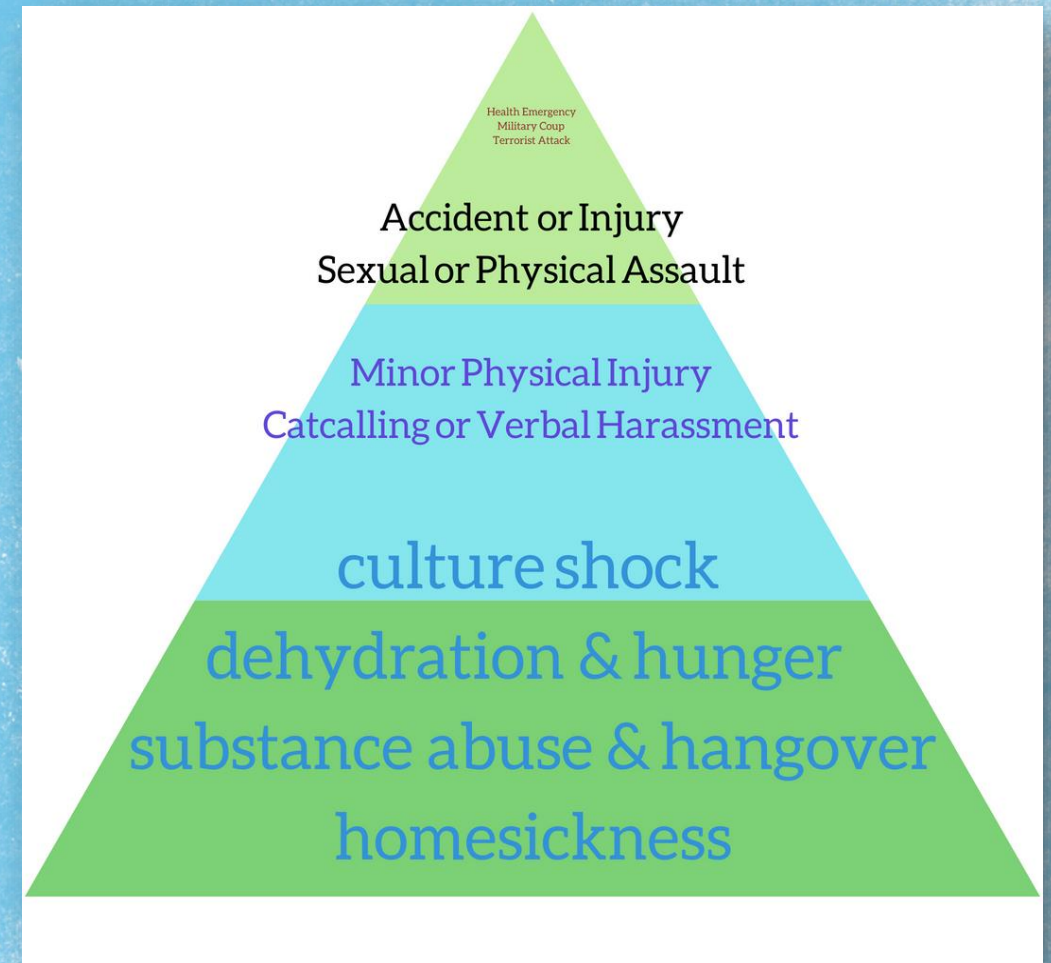 Health Emergency
Military Coup
Terrorist Attack
Accident or Injury
Sexual or Physical Assault
Minor Physical Injury
Catcalling or Verbal Harassment
culture shock
dehydration & hunger
substance abuse & hangover
homesickness